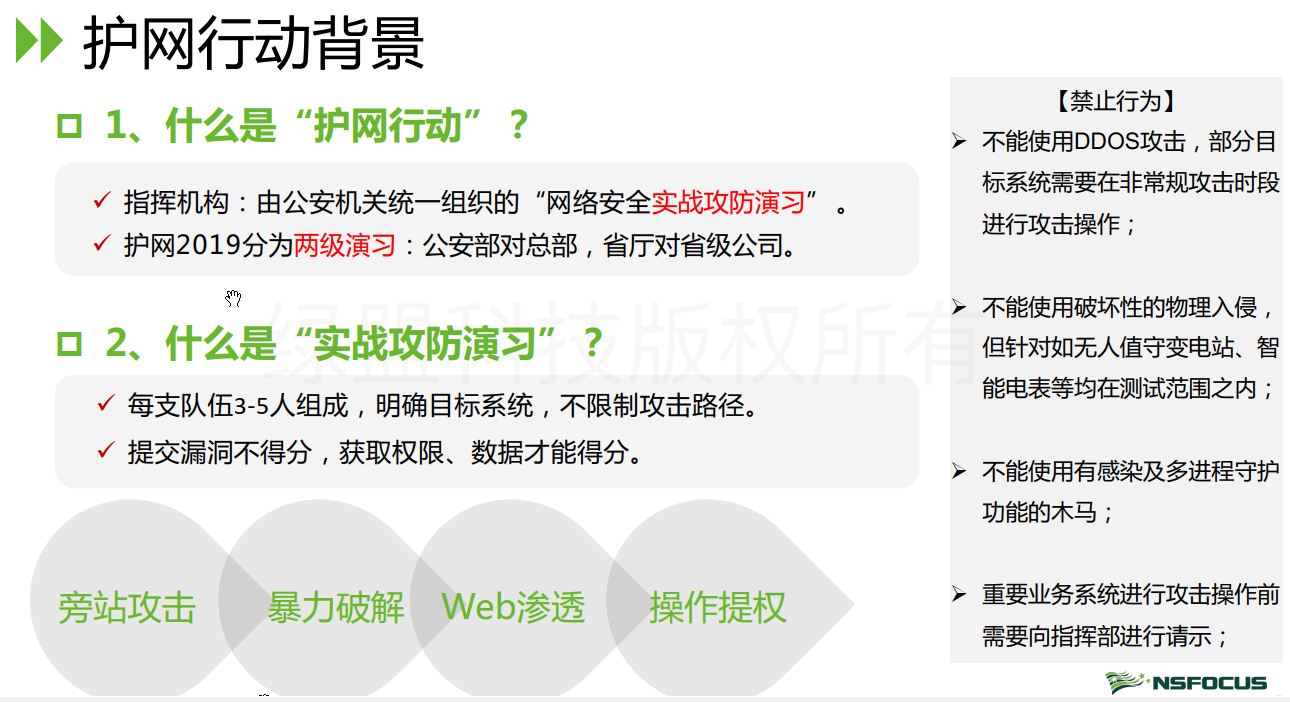 护网行动背景
1、什么是“护网行动”?
指挥机构:由公安机关统一组织的“网络安全实战攻防演习”。
护网2019分为两级演习:公安部对总部,省厅对省级公司。
2、什么是“实战攻防演习”?
每支队伍3-5人组成,明确目标系统,不限制攻击路径。
提交漏洞不得分,获取权限、数据才能得分。
旁站攻击
暴力破解
Web渗透
操作提权
【禁止行为】
不能使用DDOS攻击,部分目
标系统需要在非常规攻击时段
进行攻击操作;
不能使用破坏性的物理入侵,
但针对如无人值守变电站、智
能电表等均在测试范围之内;
不能使用有感染及多进程守护
功能的木马;
重要业务系统进行攻击操作前
需要向指挥部进行请示;
绿盟科技版权所有
NSFOCUS